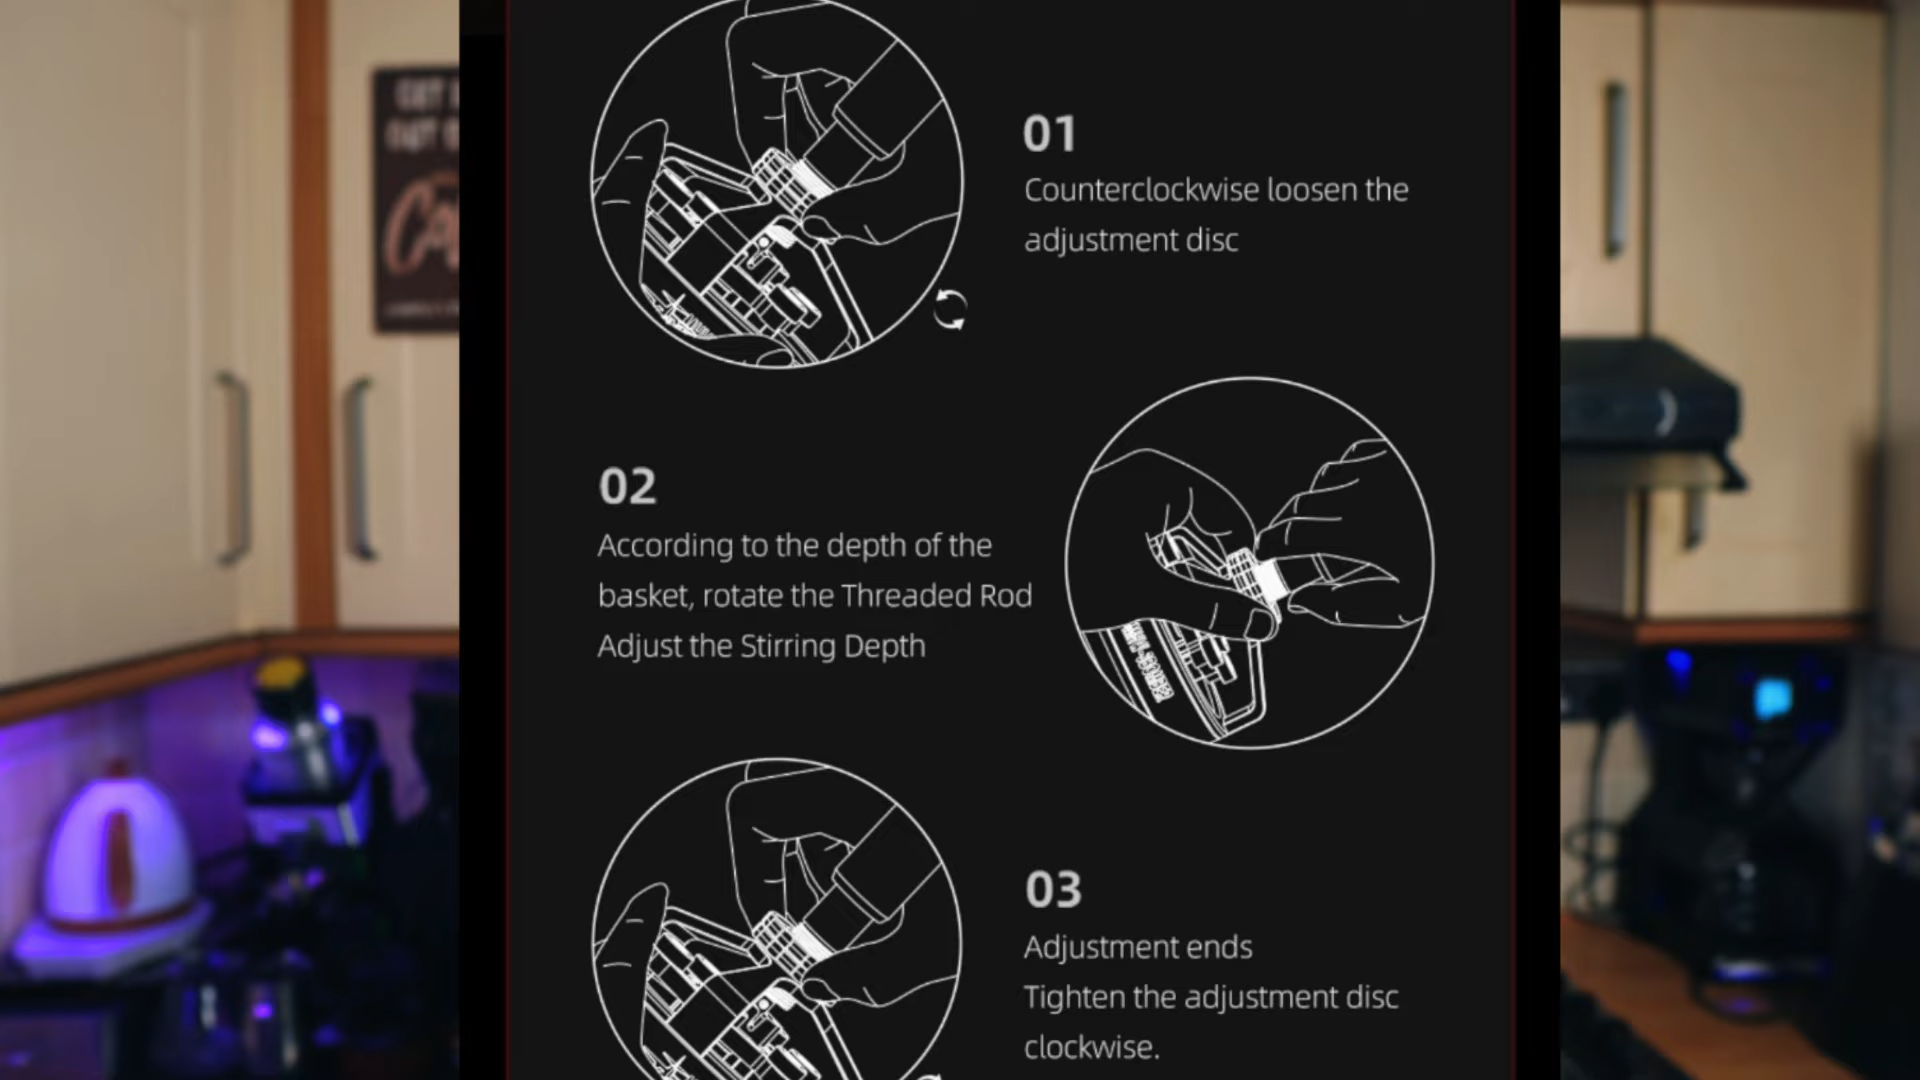 01
Counterclockwise loosen the
adjustment disc
02
According to the depth of the
basket, rotate the Threaded Rod
Adjust the Stirring Depth
03
Adjustment ends
Tighten the adjustment disc
clockwise.